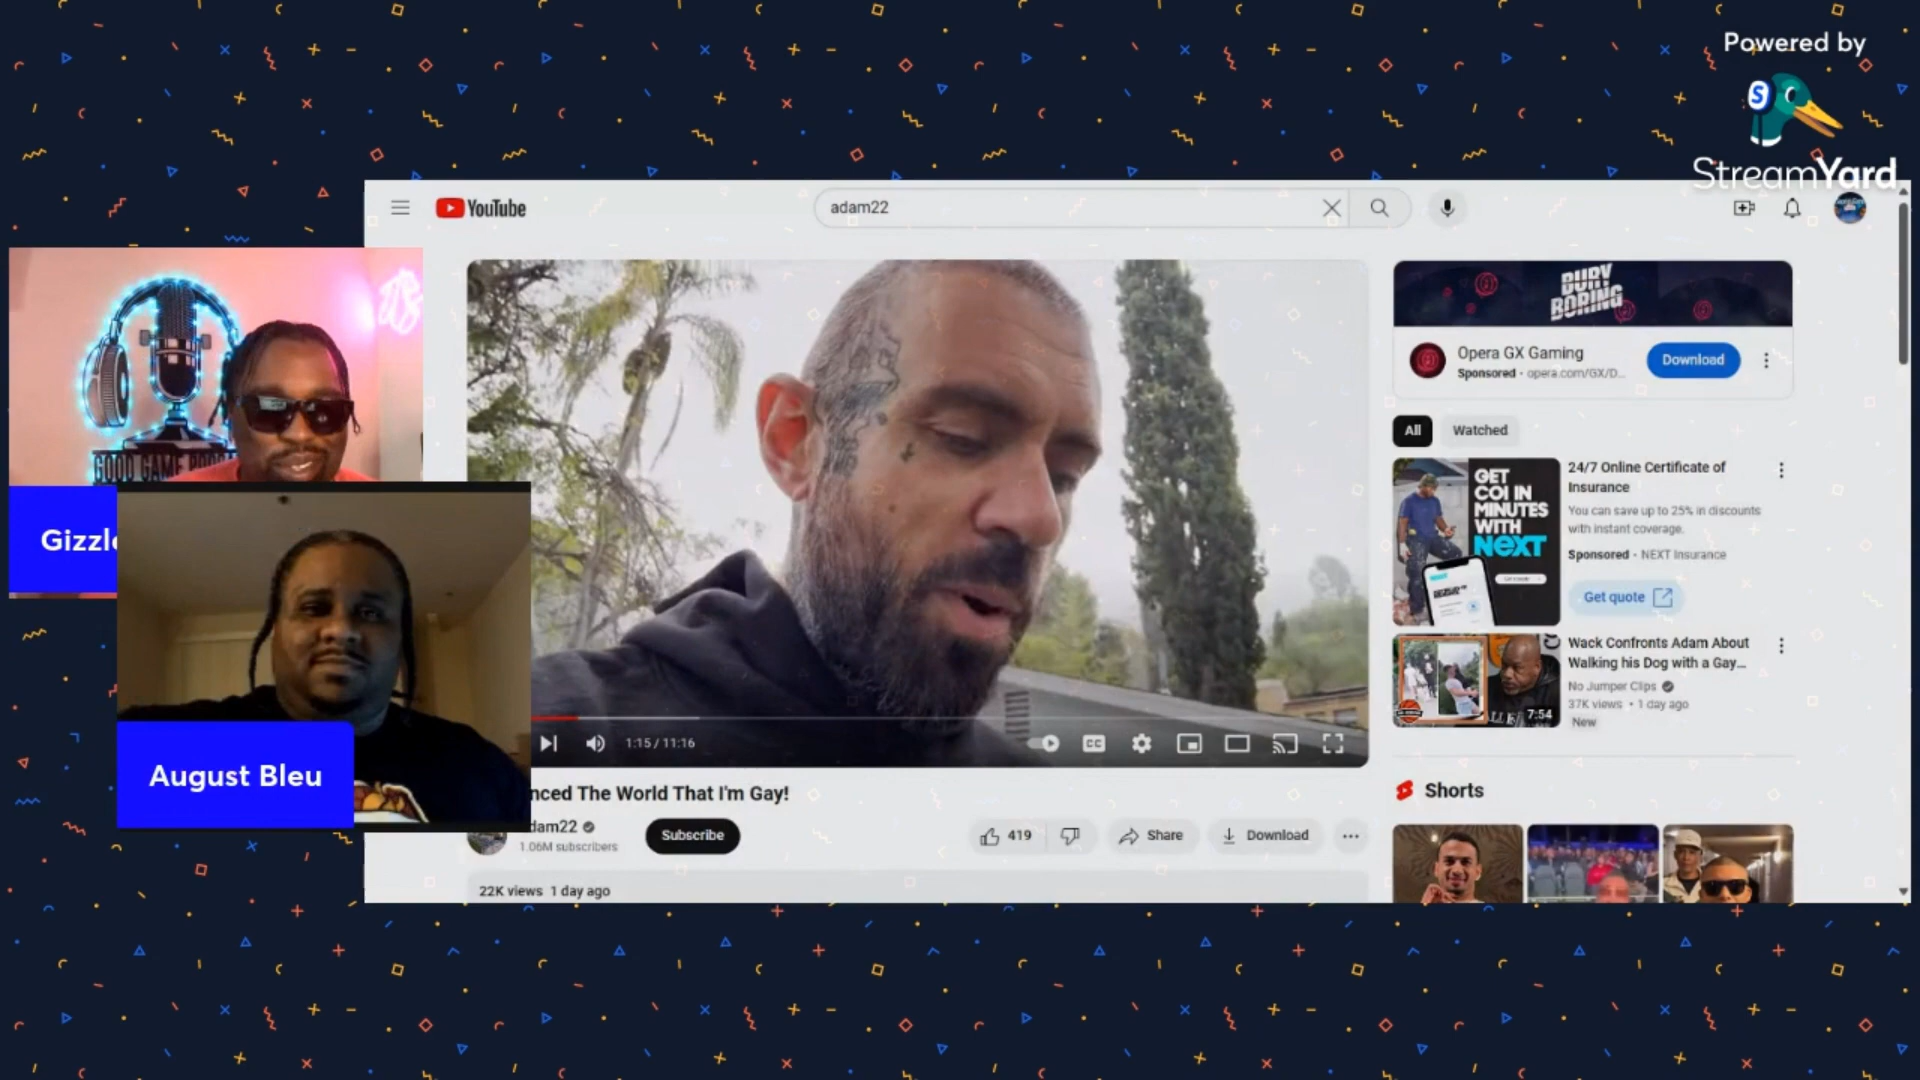 Powered by
StreamYard
YouTube
adam22
GOOD GAME
Gizzle
August Bleu
1:15 / 11:16
CC
nced The World That I'm Gay!
dam22
1.06M subscribers
Subscribe
419
Share
Download
22K views 1 day ago
BURY
BORING
Opera GX Gaming
Sponsored · opera.com/GX/D...
Download
All
Watched
GET
COI IN
MINUTES
WITH
NEXT
24/7 Online Certificate of
Insurance
You can save up to 25% in discounts
with instant coverage.
Sponsored · NEXT Insurance
Get quote
7:54
Wack Confronts Adam About
Walking his Dog with a Gay...
No Jumper Clips
37K views · 1 day ago
New
Shorts